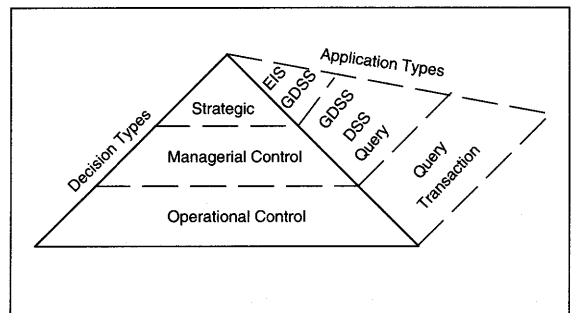 Application Types
Decision Types
EIS
GDSS
Strategic
GDSS
DSS
Query
Managerial Control
Query
Transaction
Operational Control